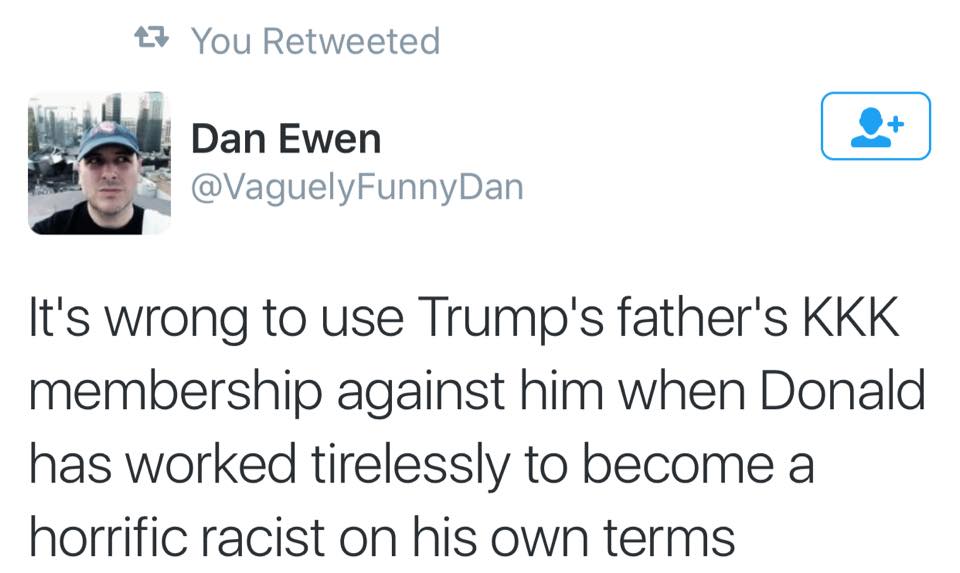 You Retweeted
Dan Ewen
@VaguelyFunnyDan
It's wrong to use Trump's father's KKK
membership against him when Donald
has worked tirelessly to become a
horrific racist on his own terms